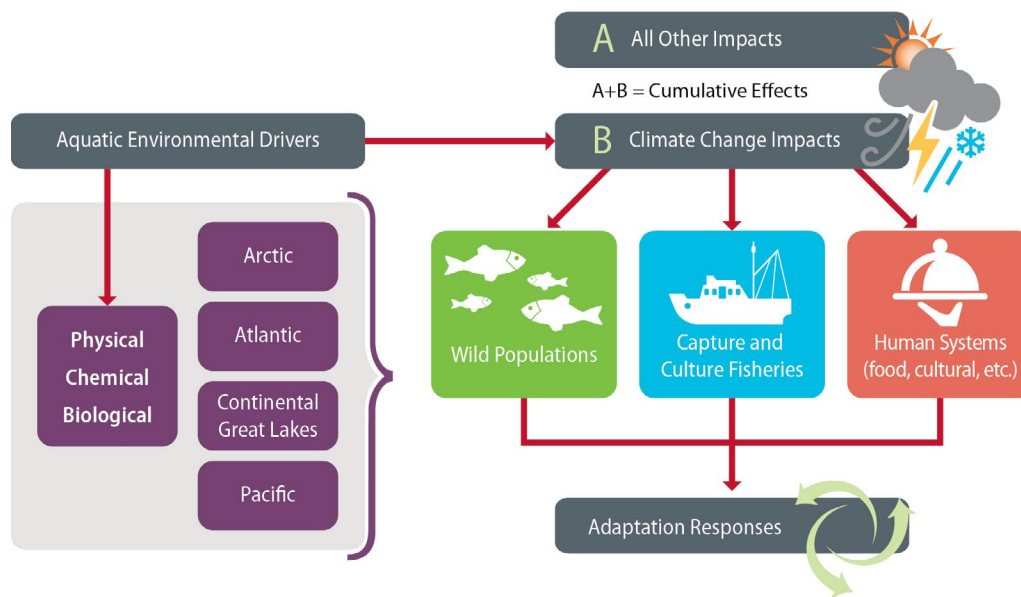 A All Other Impacts
A+B = Cumulative Effects
Aquatic Environmental Drivers
B Climate Change Impacts
Physical
Chemical
Biological
Arctic
Atlantic
Continental
Great Lakes
Pacific
Wild Populations
Capture and
Culture Fisheries
Human Systems
(food, cultural, etc.)
Adaptation Responses